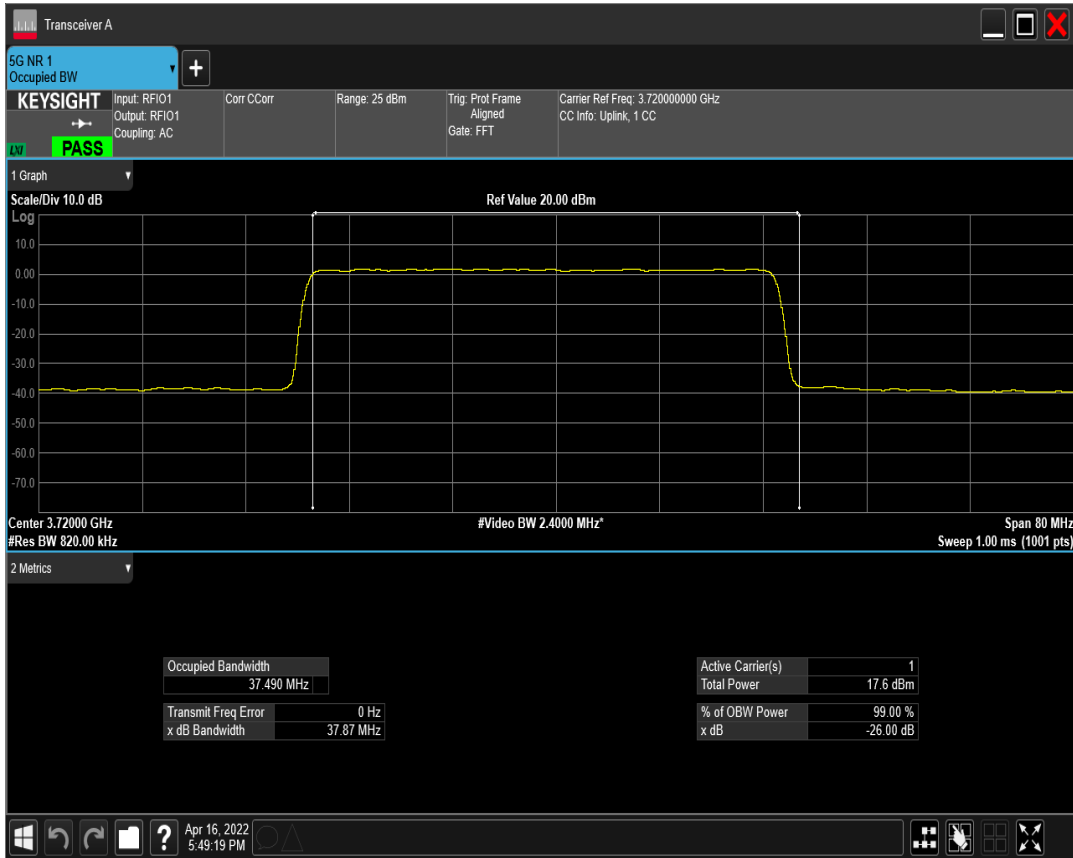 Transceiver A
5G NR 1
Occupied BW
KEYSIGHT
LXI
PASS
Input: RFIO1
Output: RFIO1
Coupling: AC
Corr CCorr
Range: 25 dBm
Trig: Prot Frame
Aligned
Gate: FFT
Carrier Ref Freq: 3.720000000 GHz
CC Info: Uplink, 1 CC
1 Graph
Scale/Div 10.0 dB
Ref Value 20.00 dBm
Log
10.0
0.00
-10.0
-20.0
-30.0
-40.0
-50.0
-60.0
-70.0
Center 3.72000 GHz
#Video BW 2.4000 MHz*
Span 80 MHz
#Res BW 820.00 kHz
Sweep 1.00 ms (1001 pts)
2 Metrics
Occupied Bandwidth
37.490 MHz
Transmit Freq Error 0 Hz
x dB Bandwidth 37.87 MHz
Active Carrier(s) 1
Total Power 17.6 dBm
% of OBW Power 99.00 %
x dB -26.00 dB
?
Apr 16, 2022
5:49:19 PM